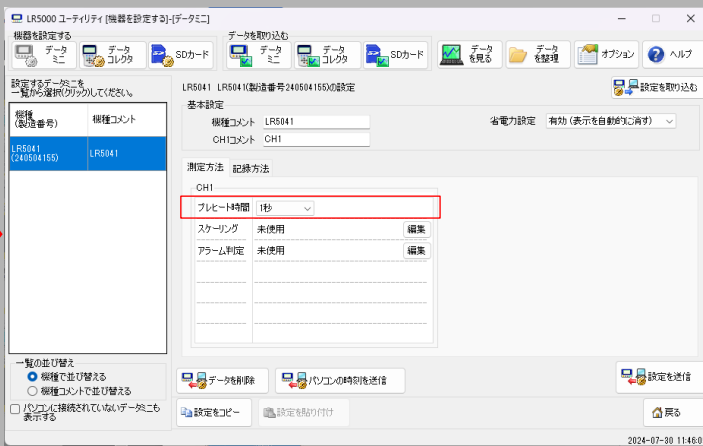 LR5000 ユーティリティ [機器を設定する]-[データミニ]
機器を設定する
データを取り込む
データ
ミニ
データ
コレクタ
SDカード
データ
ミニ
データ
コレクタ
SDカード
データ
を見る
データ
を整理
オプション
ヘルプ
設定するデータミニを
一覧から選択(クリック)してください。
機種
(製造番号)
機種コメント
LR5041
(240504155)
LR5041
一覧の並び替え
機種で並び替える
機種コメントで並び替える
パソコンに接続されていないデータミニも
表示する
LR5041 LR5041(製造番号240504155)の設定
設定を取り込む
基本設定
機種コメント LR5041
省電力設定 有効 (表示を自動的に消す)
CH1コメント CH1
測定方法 記録方法
CH1
プレヒート時間 1秒
スケーリング 未使用 編集
アラーム判定 未使用 編集
データを削除
パソコンの時刻を送信
設定を送信
設定をコピー
設定を貼り付け
戻る
2024-07-30 11:46:0